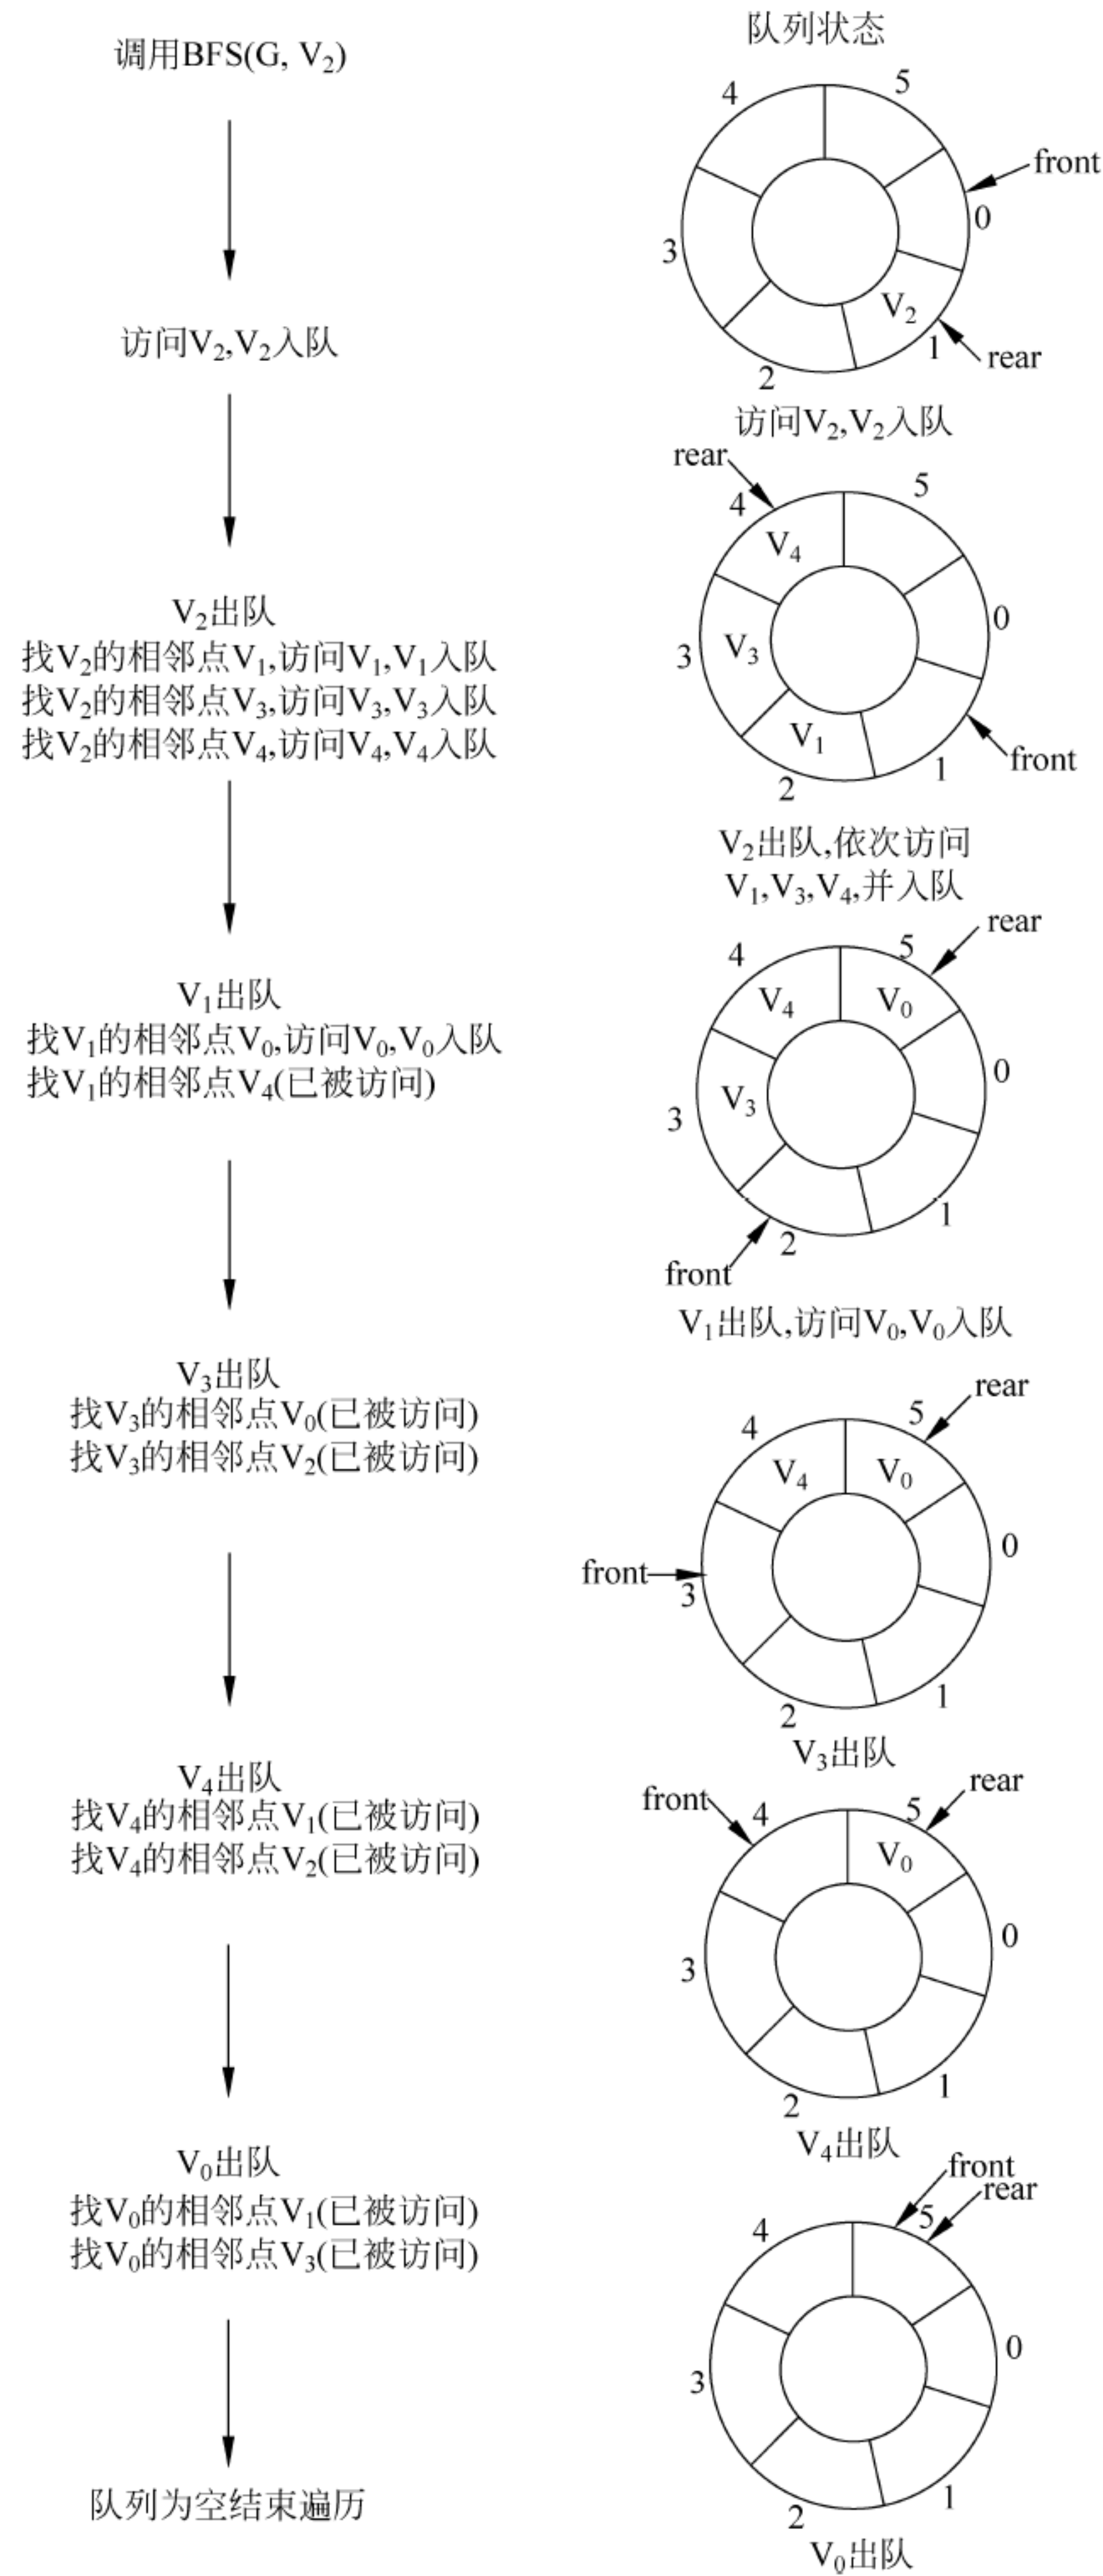 调用BFS(G, V₂)
访问V₂,V₂入队
V₂出队
找V₂的相邻点V₁,访问V₁,V₁入队
找V₂的相邻点V₃,访问V₃,V₃入队
找V₂的相邻点V₄,访问V₄,V₄入队
V₁出队
找V₁的相邻点V₀,访问V₀,V₀入队
找V₁的相邻点V₄(已被访问)
V₃出队
找V₃的相邻点V₀(已被访问)
找V₃的相邻点V₂(已被访问)
V₄出队
找V₄的相邻点V₁(已被访问)
找V₄的相邻点V₂(已被访问)
V₀出队
找V₀的相邻点V₁(已被访问)
找V₀的相邻点V₃(已被访问)
队列为空结束遍历
队列状态
4
5
front
0
3
V₂
1
rear
2
访问V₂,V₂入队
rear
4
5
V₄
0
3
V₃
V₁
front
1
2
V₂出队,依次访问
V₁,V₃,V₄,并入队
rear
4
5
V₄
V₀
0
3
V₃
1
2
front
V₁出队,访问V₀,V₀入队
rear
4
5
V₄
V₀
0
front
3
1
2
V₃出队
rear
front
4
5
V₀
0
3
1
2
V₄出队
front
rear
4
5
0
3
1
2
V₀出队